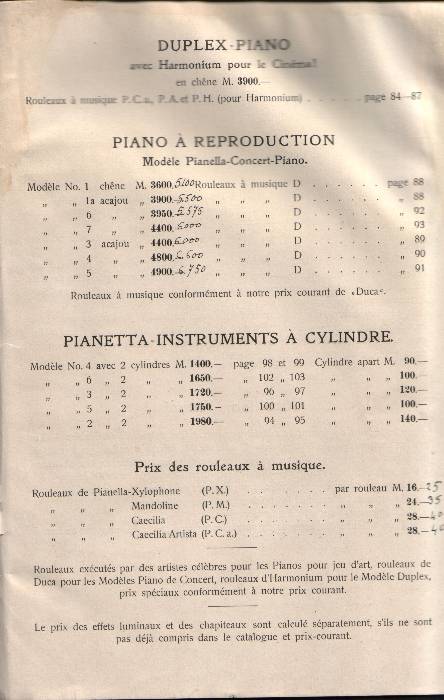 DUPLEX-PIANO
avec Harmonium pour le Cinéma!
en chêne M. 3900.—
Rouleaux à musique P.C.a., P.A. et P.H. (pour Harmonium) . . . . . page 84—87
PIANO À REPRODUCTION
Modèle Pianella-Concert-Piano.
Modèle No. 1 chêne M. 3600, 5100 Rouleaux à musique D . . . . . . page 88
„ „ 1a acajou „ 3900.— 5500 „ „ „ D . . . . . . „ 88
„ „ 6 „ „ 3950.— 5575 „ „ „ D . . . . . . „ 92
„ „ 7 „ „ 4400. 6000 „ „ „ D . . . . . . „ 93
„ „ 3 acajou „ 4400. 6000 „ „ „ D . . . . . . „ 89
„ „ 4 „ „ 4800.— 6600 „ „ „ D . . . . . . „ 90
„ „ 5 „ „ 4900.— 6750 „ „ „ D . . . . . . „ 91
Rouleaux à musique conformément à notre prix courant de «Duca».
PIANETTA-INSTRUMENTS À CYLINDRE.
Modèle No. 4 avec 2 cylindres M. 1400.— page 98 et 99 Cylindre apart M. 90.—
„ „ 6 „ 2 „ „ 1650.— „ 102 „ 103 „ „ „ 100.—
„ „ 3 „ 2 „ „ 1720.— „ 96 „ 97 „ „ „ 120.—
„ „ 5 „ 2 „ „ 1750.— „ 100 „ 101 „ „ „ 100.—
„ „ 2 „ 2 „ „ 1980.— „ 94 „ 95 „ „ „ 140.—
Prix des rouleaux à musique.
Rouleaux de Pianella-Xylophone (P. X.) . . . . . . . par rouleau M. 16.— 25
„ „ „ Mandoline (P. M.) . . . . . . . „ „ „ 24.— 35
„ „ „ Caecilia (P. C.) . . . . . . . „ „ „ 28.— 40
„ „ „ Caecilia Artista (P. C. a.) . . . . . . . „ „ „ 28.— 40
Rouleaux exécutés par des artistes célèbres pour les Pianos pour jeu d'art, rouleaux de
Duca pour les Modèles Piano de Concert, rouleaux d'Harmonium pour le Modèle Duplex,
prix spéciaux conformément à notre prix courant.
Le prix des effets luminaux et des chapiteaux sont calculé séparatement, s'ils ne sont
pas déjà compris dans le catalogue et prix-courant.